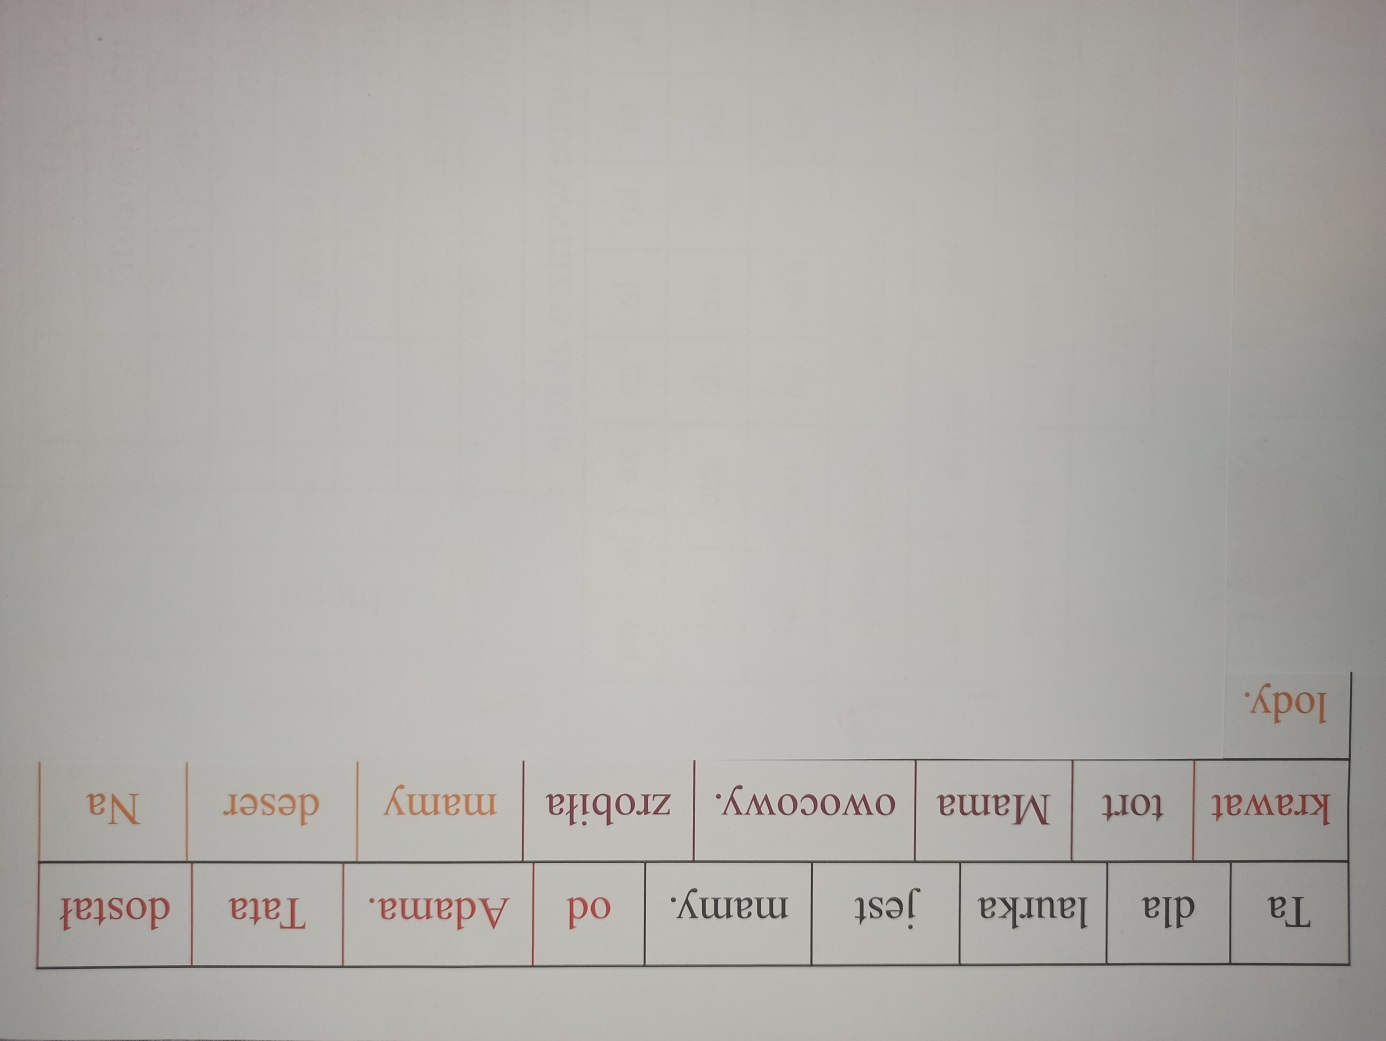 Ta dla laurka jest mamy. od Adama. Tata dostał
krawat tort Mama owocowy. zrobiła mamy deser Na
lody.